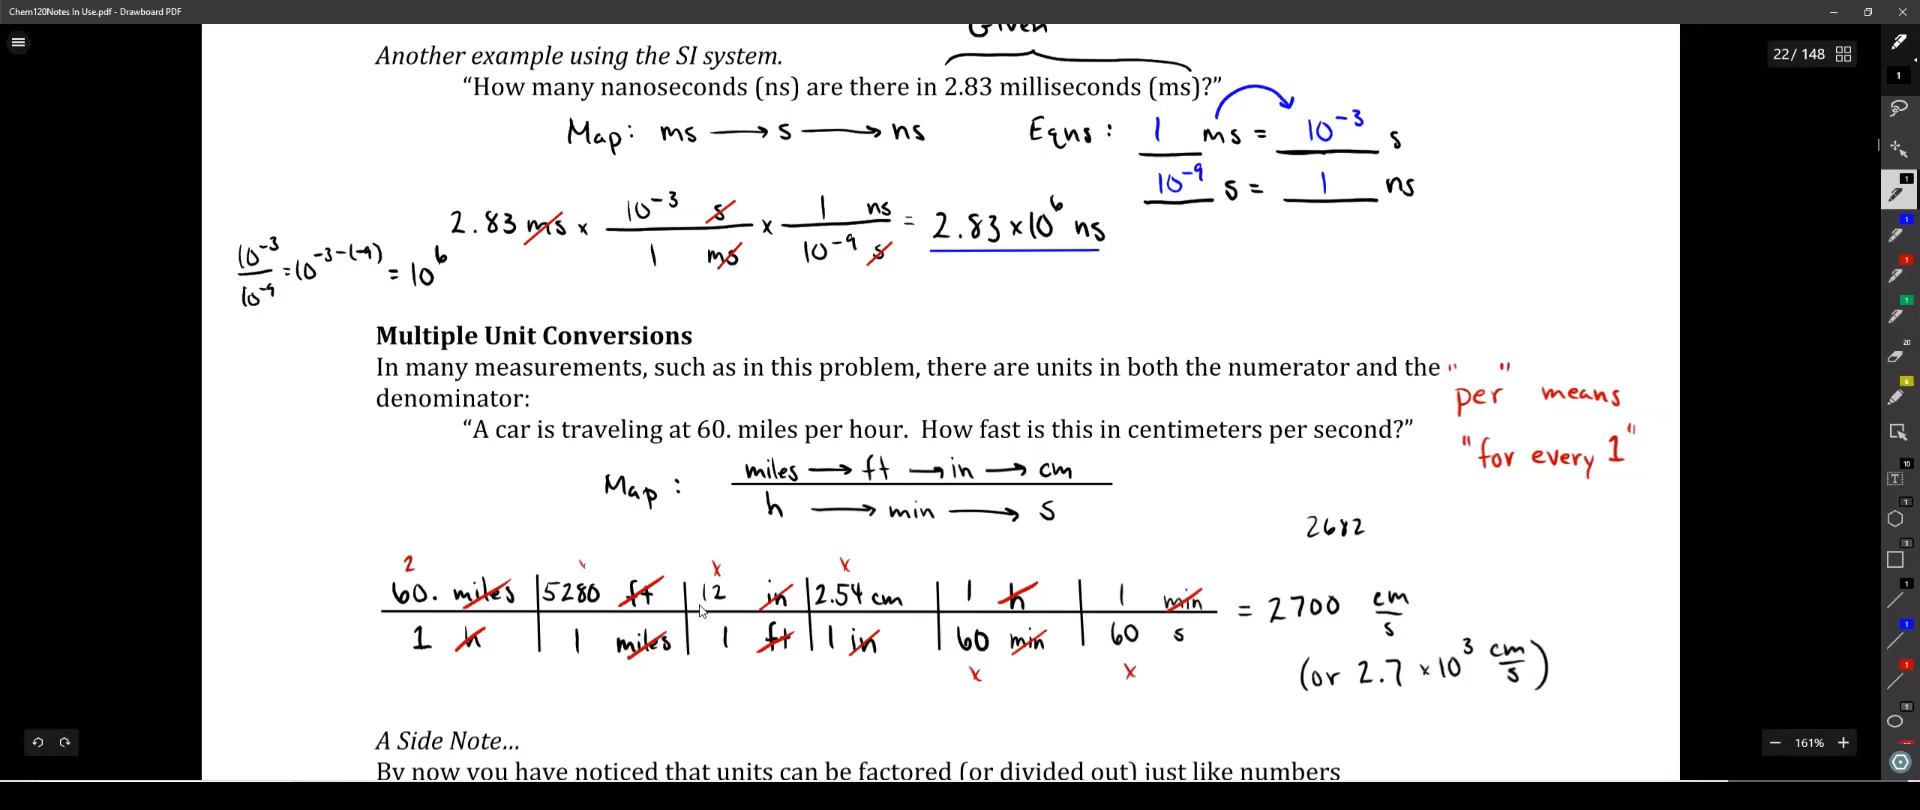 Chem120Notes In Use.pdf - Drawboard PDF
22 / 148
Given
Another example using the SI system.
“How many nanoseconds (ns) are there in 2.83 milliseconds (ms)?”
Map: ms → s → ns
Eqns: 1 ms = 10⁻³ s
10⁻⁹ s = 1 ns
2.83 ms × 10⁻³ s / 1 ms × 1 ns / 10⁻⁹ s = 2.83 × 10⁶ ns
10⁻³ / 10⁻⁹ = 10⁻³⁻⁽⁻⁹⁾ = 10⁶
Multiple Unit Conversions
In many measurements, such as in this problem, there are units in both the numerator and the
denominator:
"per" means
"for every 1"
“A car is traveling at 60. miles per hour.  How fast is this in centimeters per second?”
Map: miles → ft → in → cm
h → min → s
2682
2 x x x
60. miles | 5280 ft | 12 in | 2.54 cm | 1 h | 1 min
1 h | 1 miles | 1 ft | 1 in | 60 min | 60 s
= 2700 cm/s
x x
(or 2.7 × 10³ cm/s)
A Side Note…
By now you have noticed that units can be factored (or divided out) just like numbers
161%